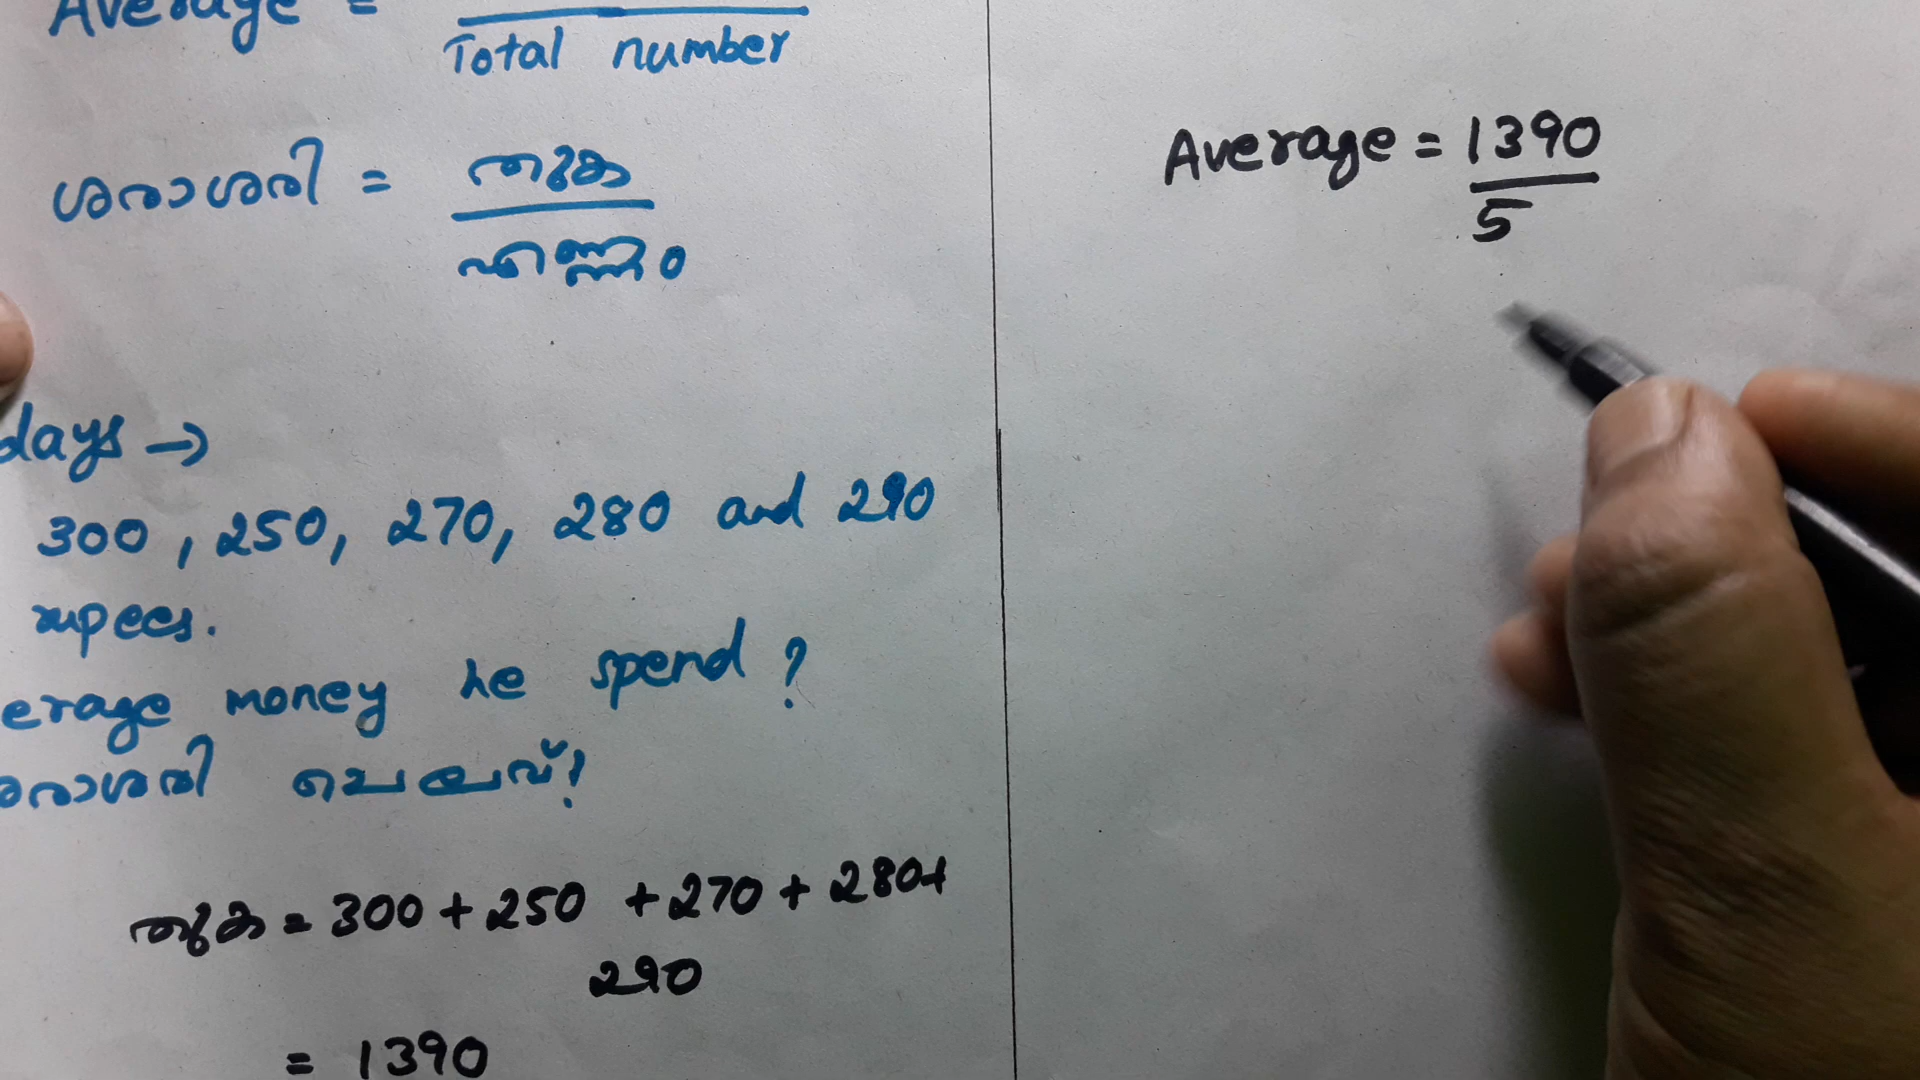 Average =
Total number
ശരാശരി = തുക
എണ്ണം
days →
300, 250, 270, 280 and 290
rupees.
erage money he spend?
രാശരി ചെലവ്?
തുക = 300 + 250 + 270 + 280 +
290
= 1390
Average = 1390
5